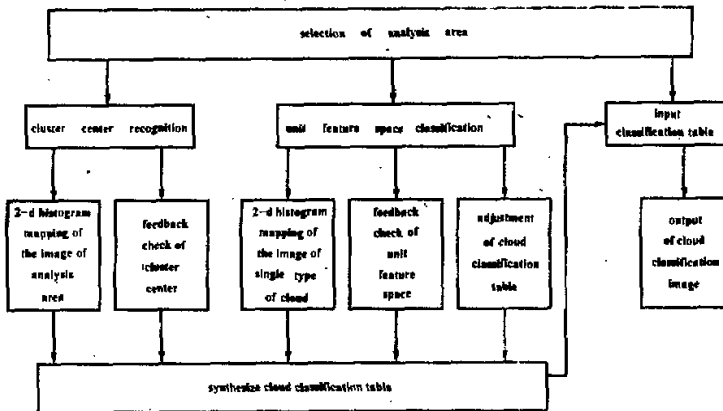 selection of analysis area
cluster center recognition
unit feature space classification
input
classification table
2-d histogram
mapping of
the image of
analysis
area
feedback
check of
cluster
center
2-d histogram
mapping of
the image of
single type
of cloud
feedback
check of
unit
feature
space
adjustment
of cloud
classification
table
output
of cloud
classification
image
synthesize cloud classification table